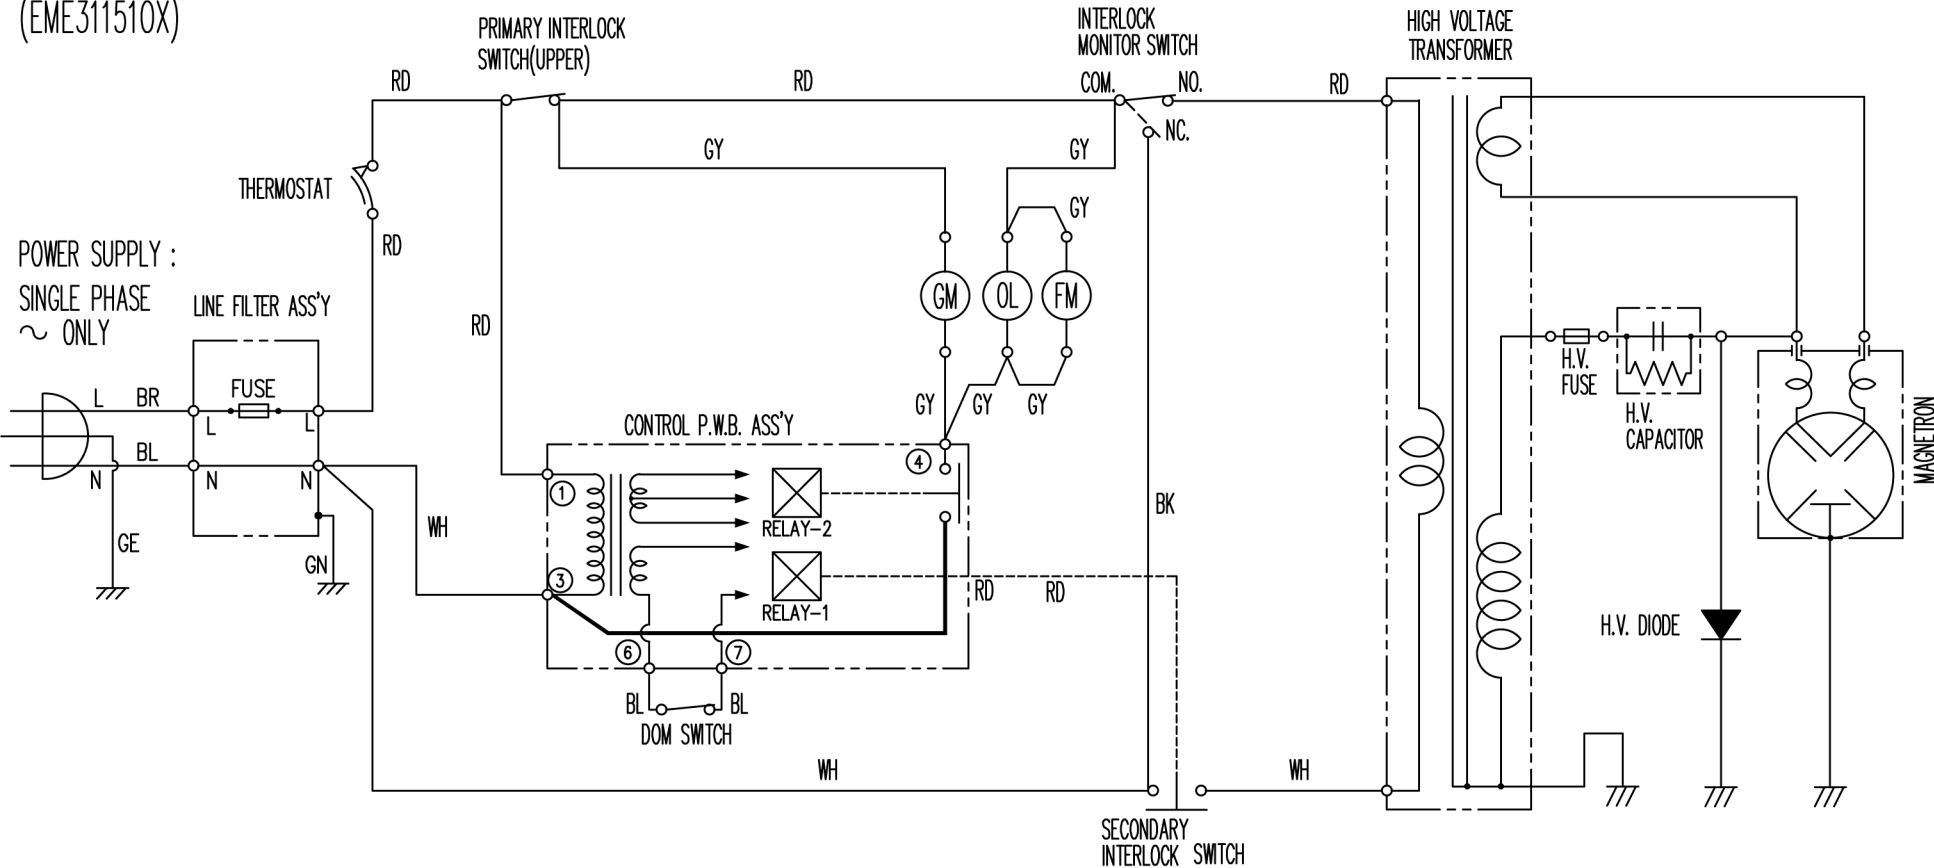 (EME311510X)
PRIMARY INTERLOCK
SWITCH(UPPER)
INTERLOCK
MONITOR SWITCH
HIGH VOLTAGE
TRANSFORMER
RD
RD
COM.
NO.
RD
NC.
GY
GY
THERMOSTAT
GY
RD
POWER SUPPLY :
SINGLE PHASE
~ ONLY
LINE FILTER ASS'Y
RD
GM
OL
FM
H.V.
FUSE
H.V.
CAPACITOR
MAGNETRON
FUSE
L
BR
L
L
GY
GY
GY
CONTROL P.W.B. ASS'Y
BL
N
N
N
1
4
RELAY-2
BK
WH
GE
GN
3
RELAY-1
RD
RD
6
7
H.V. DIODE
BL
BL
DOM SWITCH
WH
WH
SECONDARY
INTERLOCK SWITCH